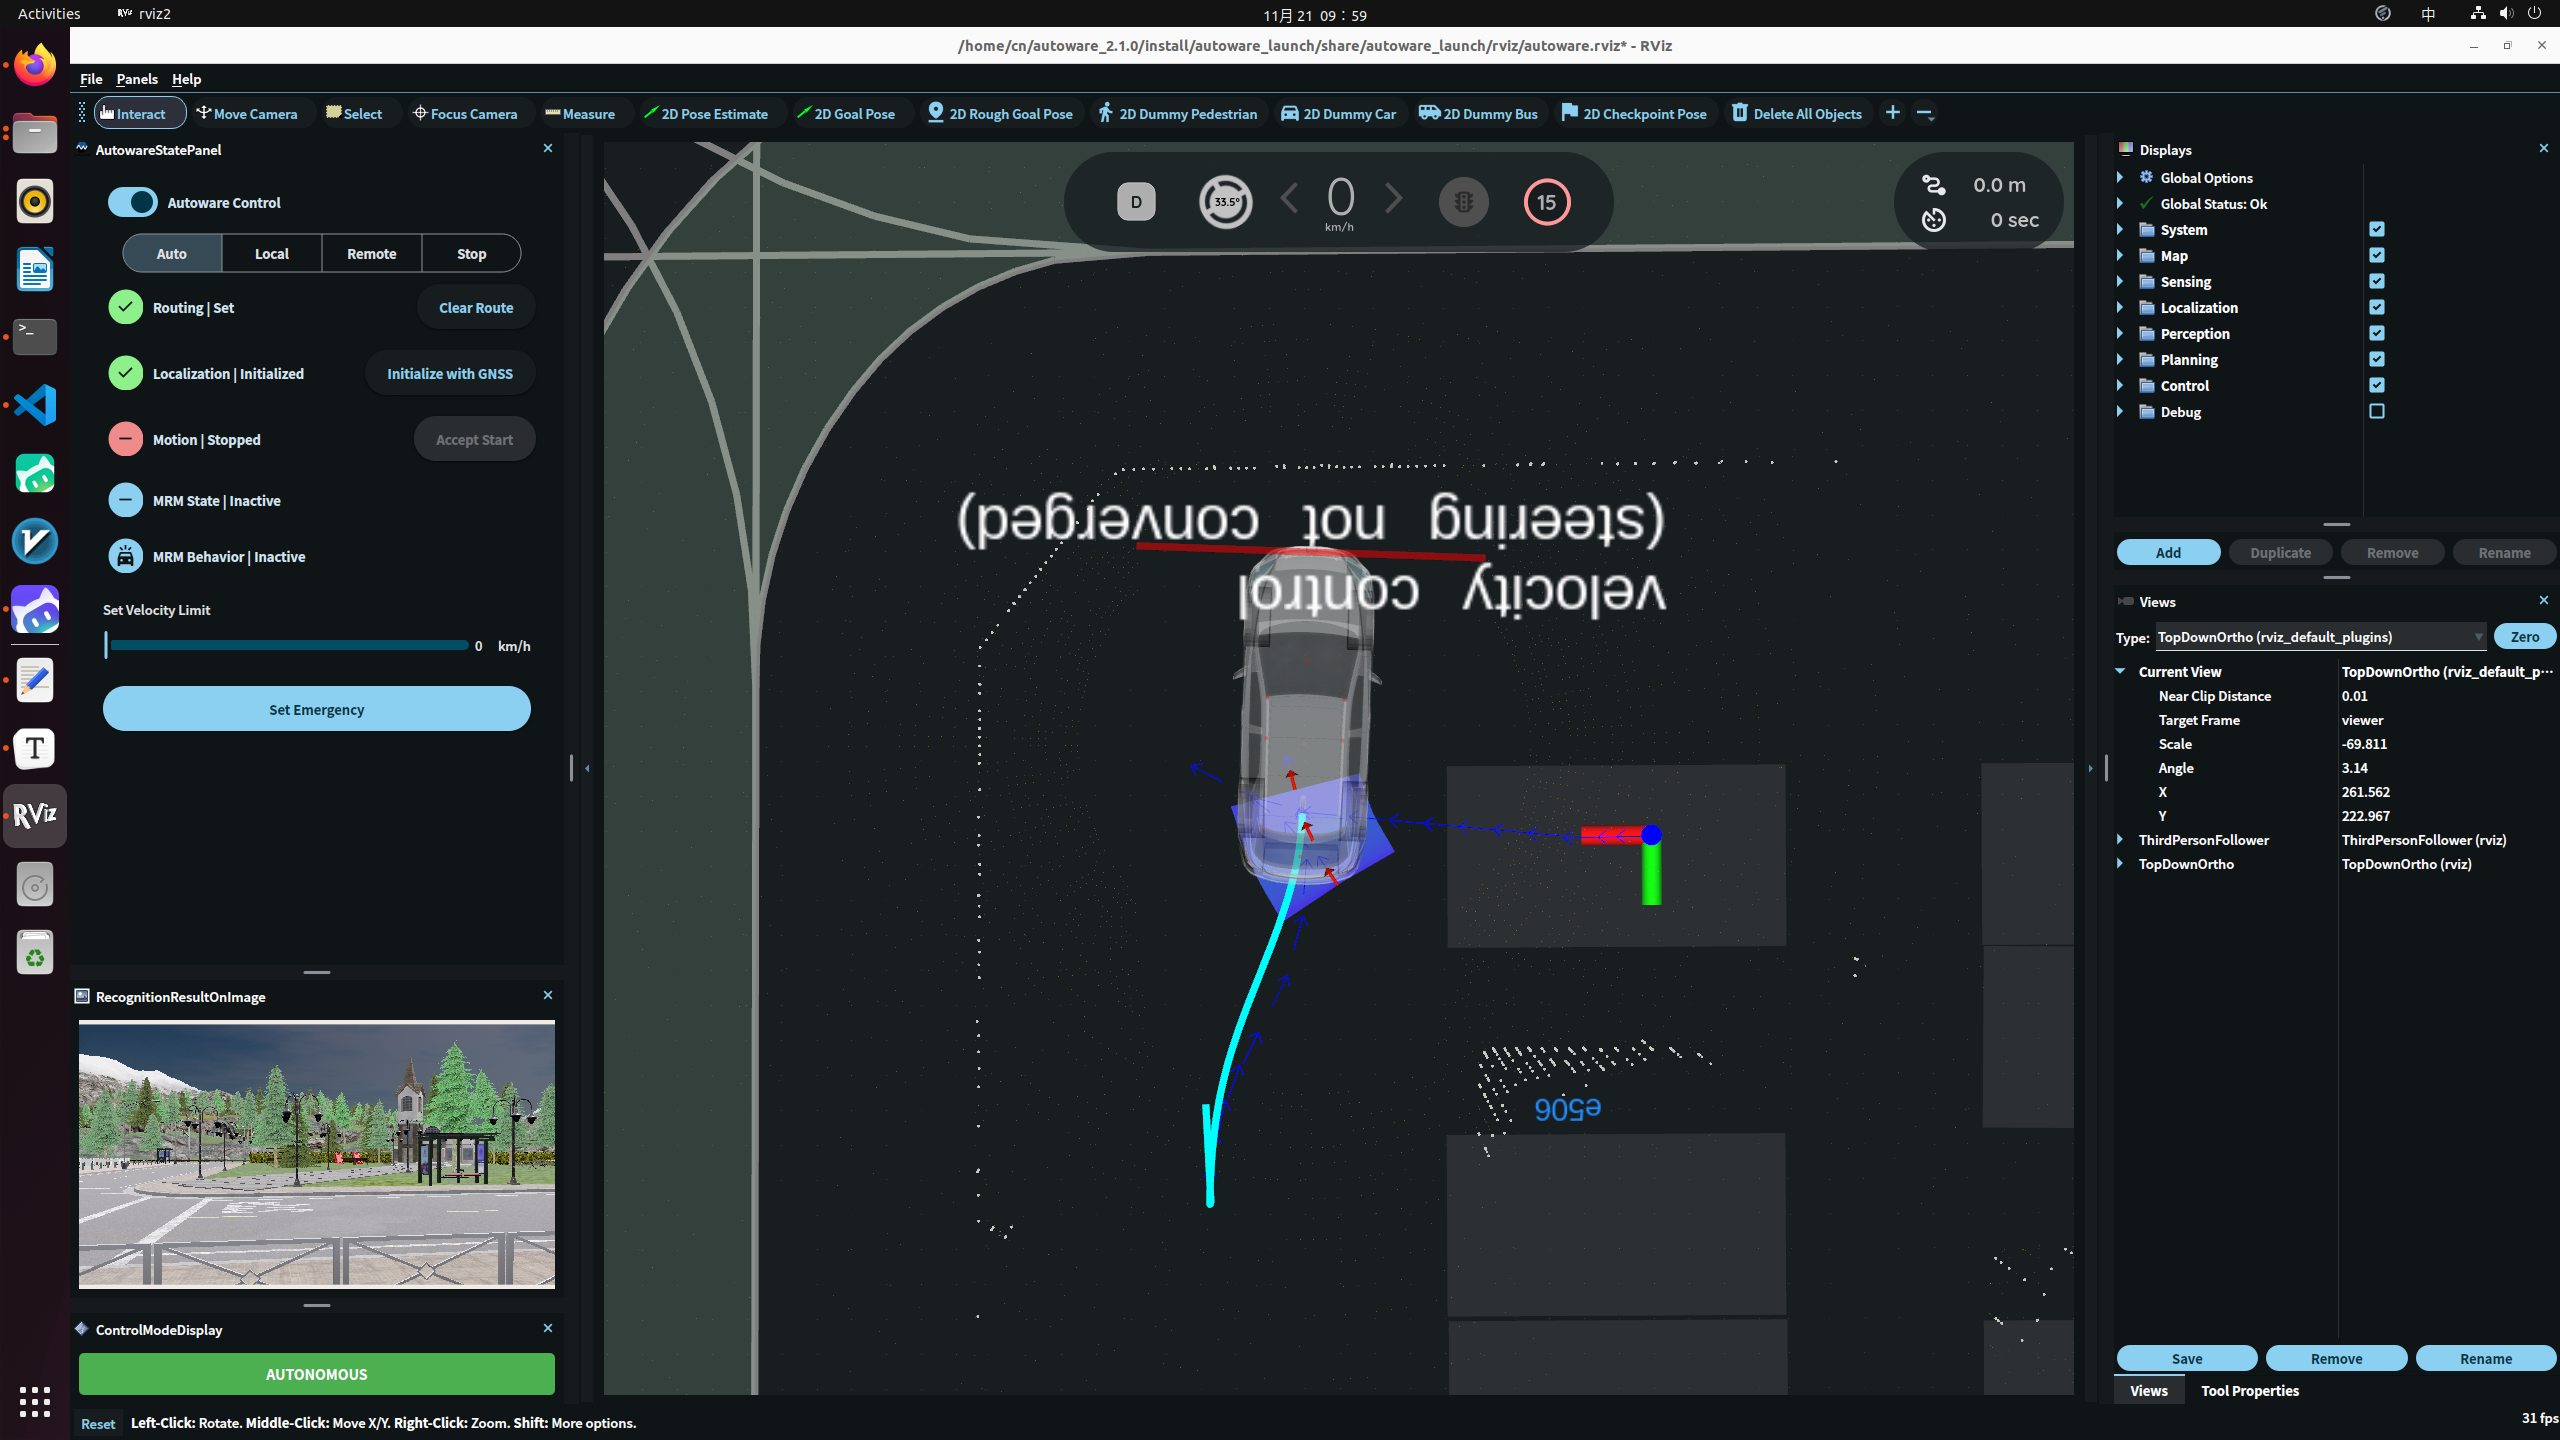 Activities
RViz rviz2
11月 21 09：59
中
/home/cn/autoware_2.1.0/install/autoware_launch/share/autoware_launch/rviz/autoware.rviz* - RViz
File Panels Help
Interact Move Camera Select Focus Camera Measure 2D Pose Estimate 2D Goal Pose 2D Rough Goal Pose 2D Dummy Pedestrian 2D Dummy Car 2D Dummy Bus 2D Checkpoint Pose Delete All Objects
AutowareStatePanel
Autoware Control
Auto Local Remote Stop
Routing | Set Clear Route
Localization | Initialized Initialize with GNSS
Motion | Stopped Accept Start
MRM State | Inactive
MRM Behavior | Inactive
Set Velocity Limit
0 km/h
Set Emergency
RecognitionResultOnImage
ControlModeDisplay
AUTONOMOUS
Reset Left-Click: Rotate. Middle-Click: Move X/Y. Right-Click: Zoom. Shift: More options.
D 33.5° 0 km/h 15
0.0 m
0 sec
velocity control
(steering not converged)
e506
Displays
Global Options
Global Status: Ok
System
Map
Sensing
Localization
Perception
Planning
Control
Debug
Add Duplicate Remove Rename
Views
Type: TopDownOrtho (rviz_default_plugins) Zero
Current View TopDownOrtho (rviz_default_p···
Near Clip Distance 0.01
Target Frame viewer
Scale -69.811
Angle 3.14
X 261.562
Y 222.967
ThirdPersonFollower ThirdPersonFollower (rviz)
TopDownOrtho TopDownOrtho (rviz)
Save Remove Rename
Views Tool Properties
31 fps
>_
T
RViz